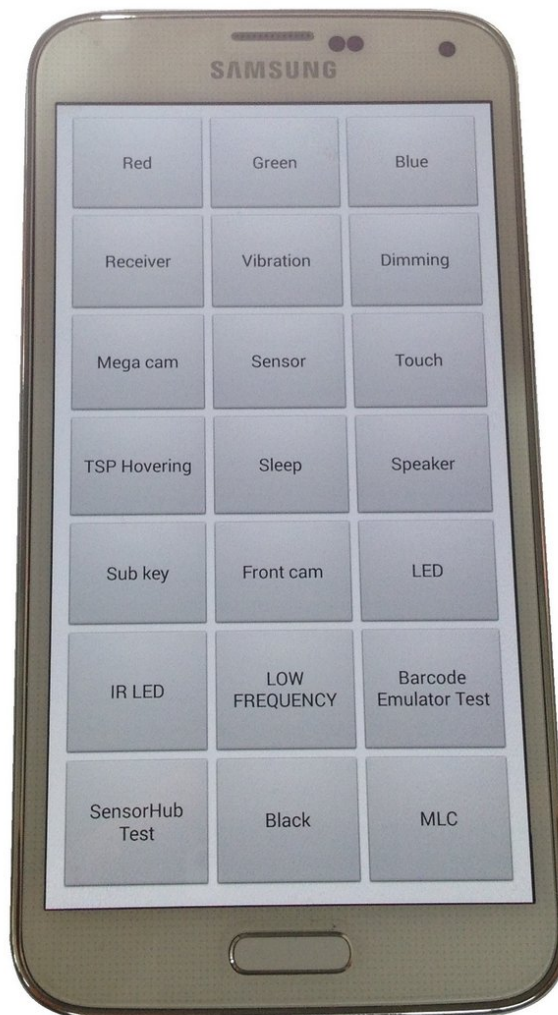 SAMSUNG
Red
Green
Blue
Receiver
Vibration
Dimming
Mega cam
Sensor
Touch
TSP Hovering
Sleep
Speaker
Sub key
Front cam
LED
IR LED
LOW
FREQUENCY
Barcode
Emulator Test
SensorHub
Test
Black
MLC